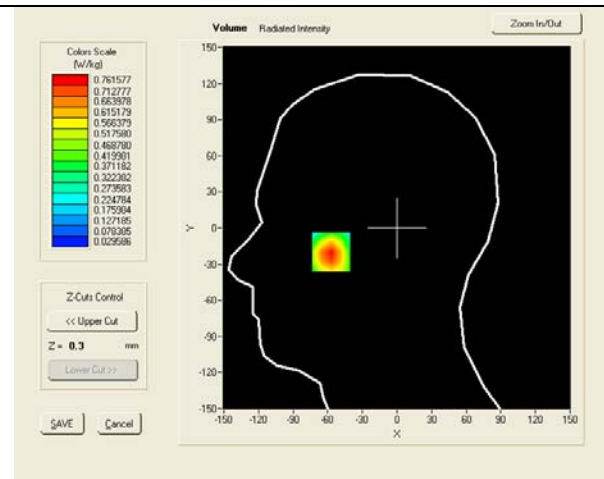 Volume Radiated Intensity
Zoom In/Out
Colors Scale
(W/kg)
0.761577
0.712777
0.663978
0.615179
0.566379
0.517580
0.468780
0.419981
0.371182
0.322382
0.273583
0.224784
0.175984
0.127185
0.078385
0.029586
Z-Cuts Control
<< Upper Cut
Z = 0.3 mm
Lower Cut >>
SAVE Cancel
150
120
90
60
30
0
-30
-60
-90
-120
-150
Y
-150 -120 -90 -60 -30 0 30 60 90 120 150
X